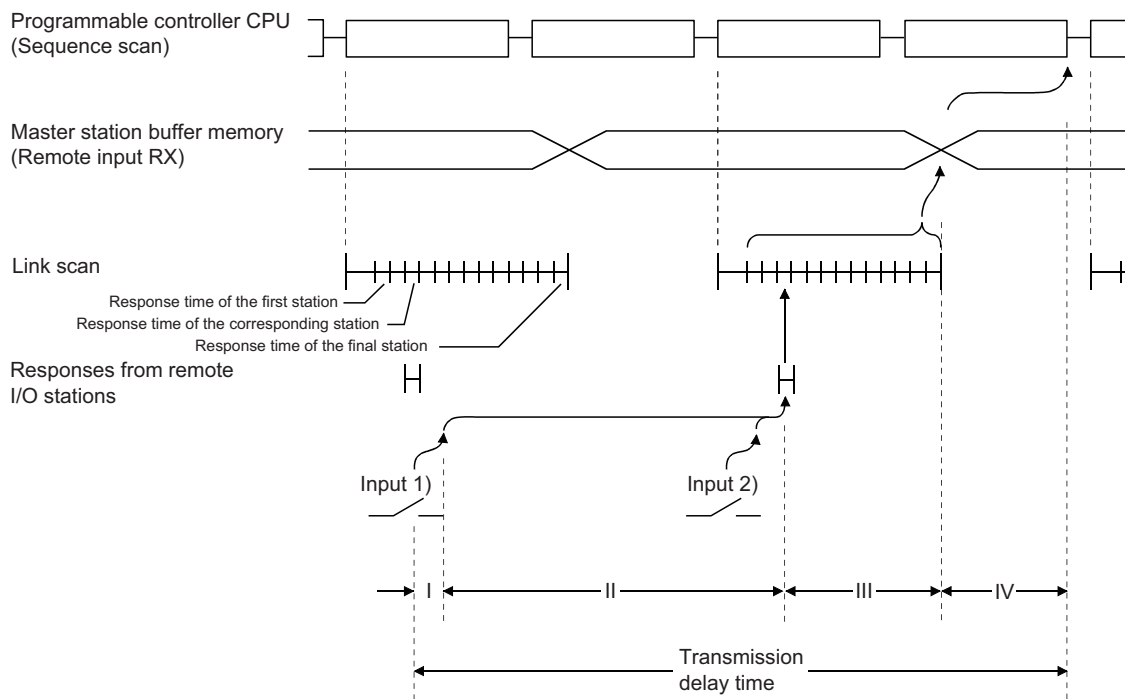 Programmable controller CPU
(Sequence scan)
Master station buffer memory
(Remote input RX)
Link scan
Response time of the first station
Response time of the corresponding station
Response time of the final station
Responses from remote
I/O stations
Input 1)
Input 2)
I
II
III
IV
Transmission
delay time